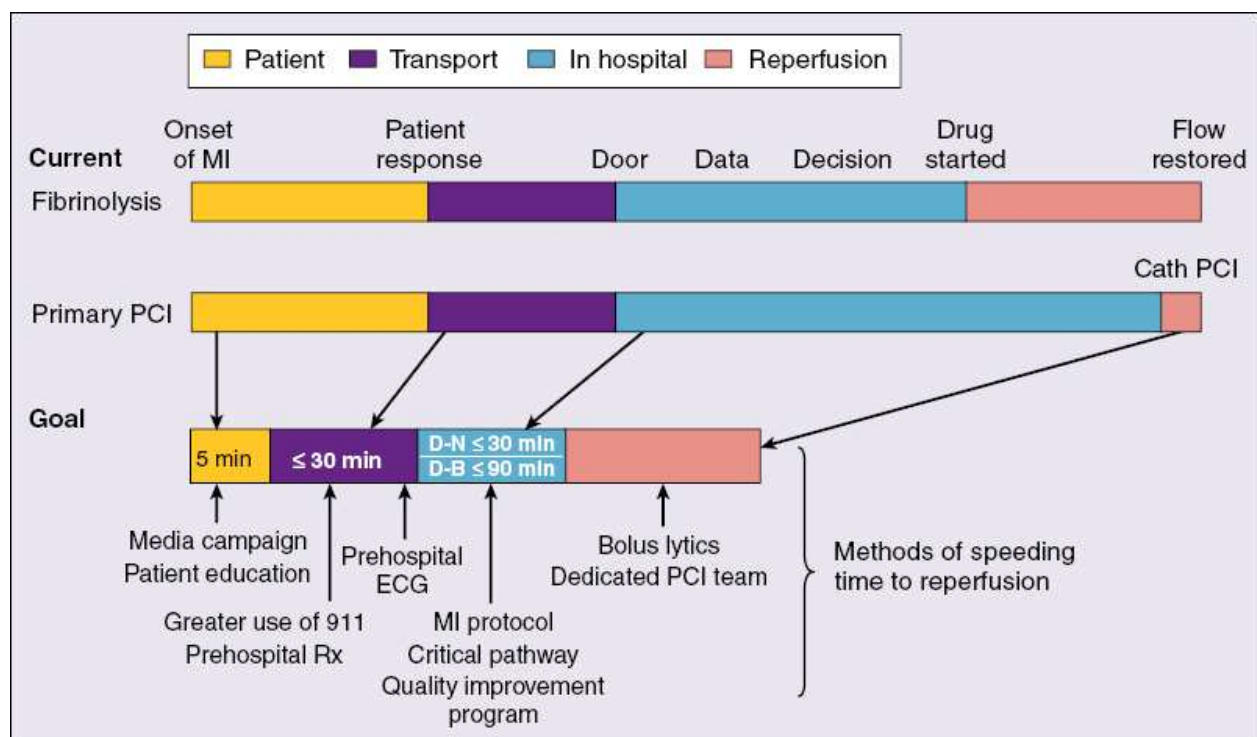 Patient Transport In hospital Reperfusion
Onset
of MI
Patient
response
Door
Data
Decision
Drug
started
Flow
restored
Current
Fibrinolysis
Cath PCI
Primary PCI
Goal
5 min
≤ 30 min
D-N ≤ 30 min
D-B ≤ 90 min
Media campaign
Patient education
Prehospital
ECG
Bolus lytics
Dedicated PCI team
Methods of speeding
time to reperfusion
Greater use of 911
Prehospital Rx
MI protocol
Critical pathway
Quality improvement
program